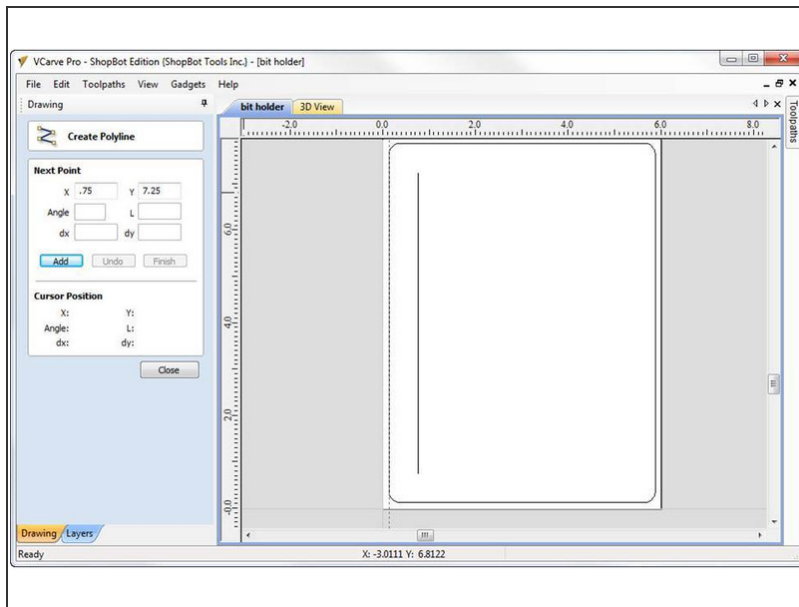 VCarve Pro - ShopBot Edition {ShopBot Tools Inc.} - [bit holder]
File Edit Toolpaths View Gadgets Help
Drawing
bit holder 3D View
Toolpaths
Create Polyline
-2.0 0.0 2.0 4.0 6.0 8.0
Next Point
X .75 Y 7.25
Angle L
dx dy
6.0
Add Undo Finish
Cursor Position
X: Y:
Angle: L:
dx: dy:
4.0
Close
2.0
-0.0
Drawing Layers
Ready X: -3.0111 Y: 6.8122